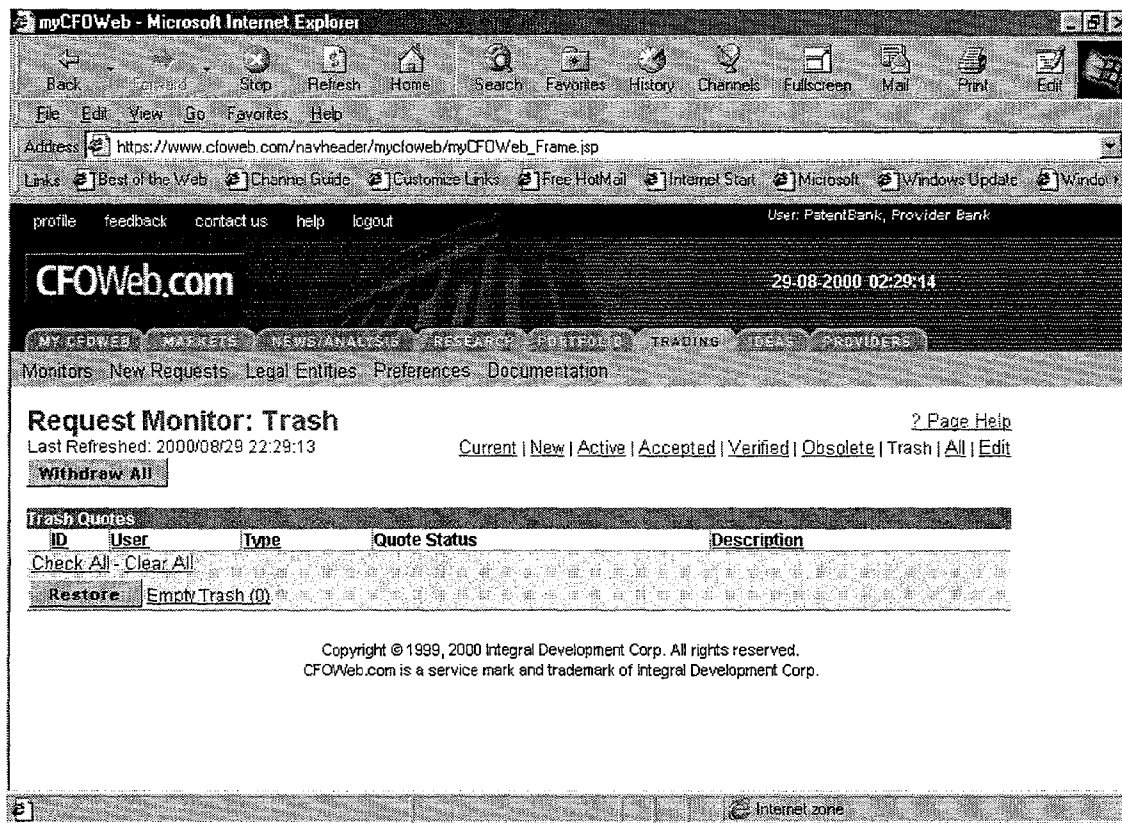 myCFOWeb - Microsoft Internet Explorer
Back Forward Stop Refresh Home Search Favorites History Channels Fullscreen Mail Print Edit
File Edit View Go Favorites Help
Address https://www.cfoweb.com/navheader/mycfoweb/myCFOWeb_Frame.jsp
Links Best of the Web Channel Guide Customize Links Free HotMail Internet Start Microsoft Windows Update Window
profile feedback contact us help logout User: PatentBank, Provider Bank
CFOWeb.com 29-08-2000 02:29:14
MY CFOWEB MARKETS NEWS/ANALYSIS RESEARCH PORTFOLIO TRADING IDEAS PROVIDERS
Monitors New Requests Legal Entities Preferences Documentation
Request Monitor: Trash ? Page Help
Last Refreshed: 2000/08/29 22:29:13 Current | New | Active | Accepted | Verified | Obsolete | Trash | All | Edit
Withdraw All
Trash Quotes
ID User Type Quote Status Description
Check All - Clear All
Restore Empty Trash (0)
Copyright © 1999, 2000 Integral Development Corp. All rights reserved.
CFOWeb.com is a service mark and trademark of Integral Development Corp.
Internet zone